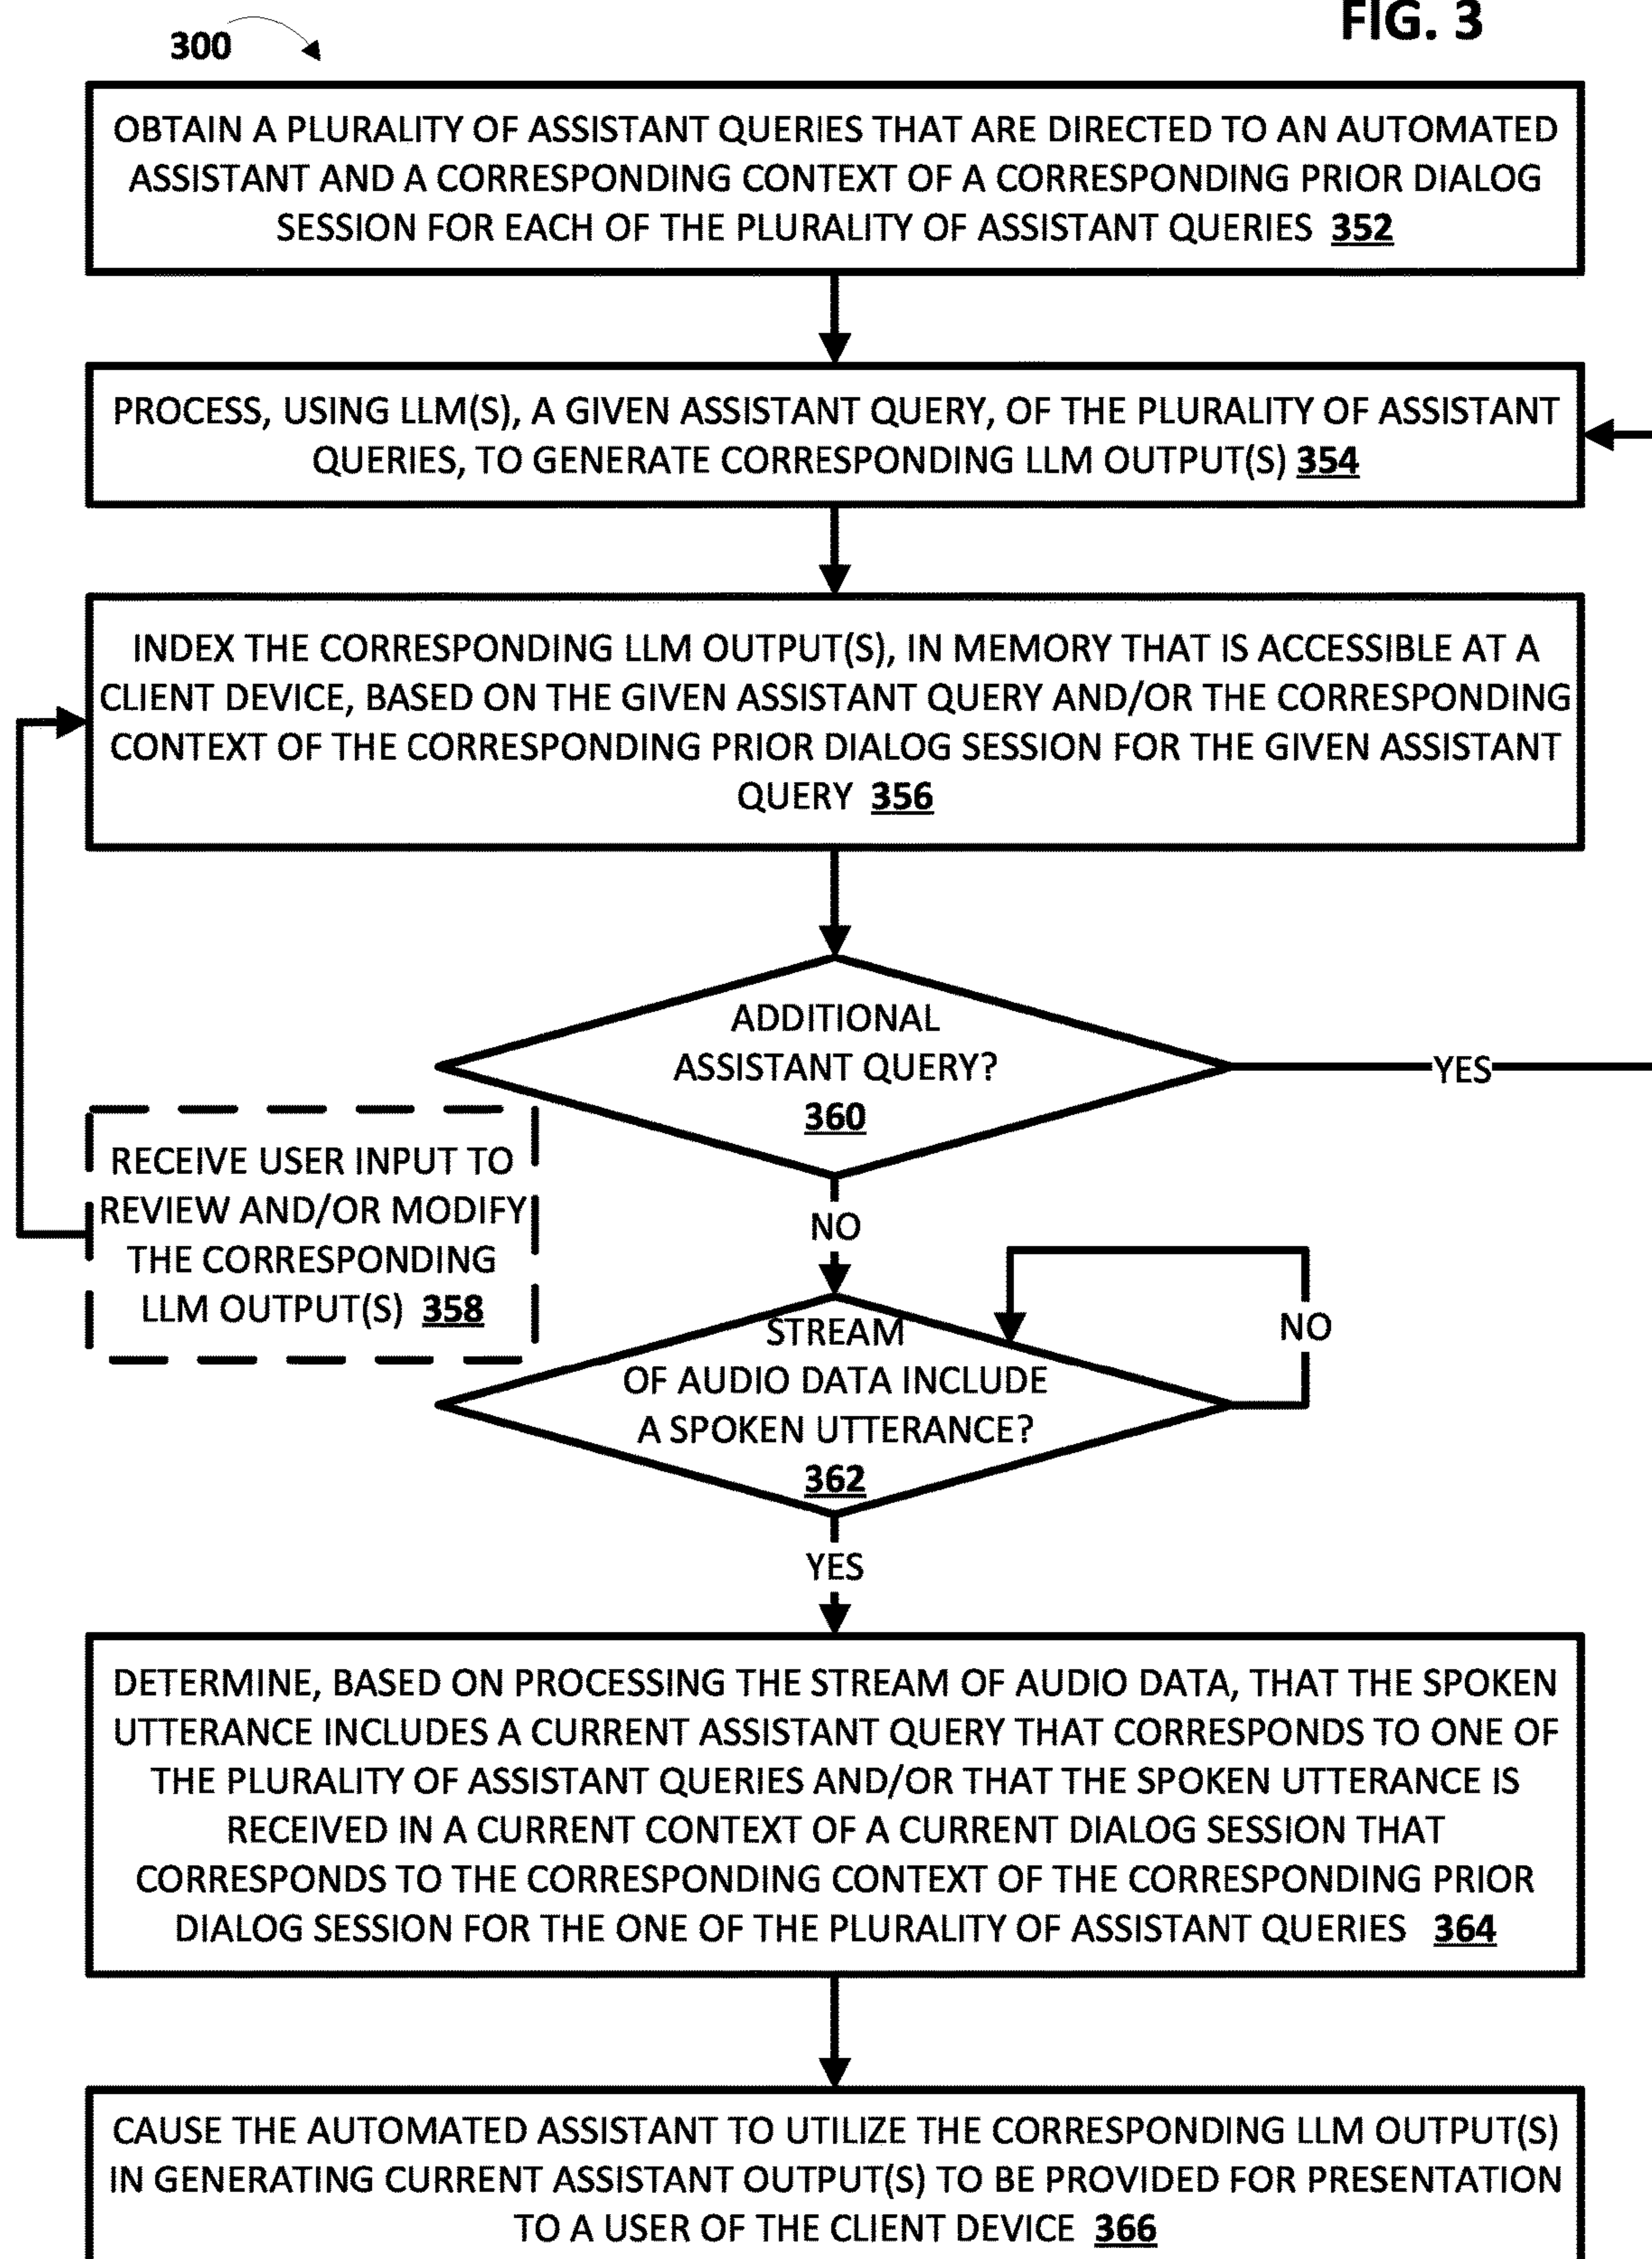 FIG. 3
300
OBTAIN A PLURALITY OF ASSISTANT QUERIES THAT ARE DIRECTED TO AN AUTOMATED
ASSISTANT AND A CORRESPONDING CONTEXT OF A CORRESPONDING PRIOR DIALOG
SESSION FOR EACH OF THE PLURALITY OF ASSISTANT QUERIES 352
PROCESS, USING LLM(S), A GIVEN ASSISTANT QUERY, OF THE PLURALITY OF ASSISTANT
QUERIES, TO GENERATE CORRESPONDING LLM OUTPUT(S) 354
INDEX THE CORRESPONDING LLM OUTPUT(S), IN MEMORY THAT IS ACCESSIBLE AT A
CLIENT DEVICE, BASED ON THE GIVEN ASSISTANT QUERY AND/OR THE CORRESPONDING
CONTEXT OF THE CORRESPONDING PRIOR DIALOG SESSION FOR THE GIVEN ASSISTANT
QUERY 356
ADDITIONAL
ASSISTANT QUERY?
360
YES
RECEIVE USER INPUT TO
REVIEW AND/OR MODIFY
THE CORRESPONDING
LLM OUTPUT(S) 358
NO
STREAM
OF AUDIO DATA INCLUDE
A SPOKEN UTTERANCE?
362
NO
YES
DETERMINE, BASED ON PROCESSING THE STREAM OF AUDIO DATA, THAT THE SPOKEN
UTTERANCE INCLUDES A CURRENT ASSISTANT QUERY THAT CORRESPONDS TO ONE OF
THE PLURALITY OF ASSISTANT QUERIES AND/OR THAT THE SPOKEN UTTERANCE IS
RECEIVED IN A CURRENT CONTEXT OF A CURRENT DIALOG SESSION THAT
CORRESPONDS TO THE CORRESPONDING CONTEXT OF THE CORRESPONDING PRIOR
DIALOG SESSION FOR THE ONE OF THE PLURALITY OF ASSISTANT QUERIES 364
CAUSE THE AUTOMATED ASSISTANT TO UTILIZE THE CORRESPONDING LLM OUTPUT(S)
IN GENERATING CURRENT ASSISTANT OUTPUT(S) TO BE PROVIDED FOR PRESENTATION
TO A USER OF THE CLIENT DEVICE 366